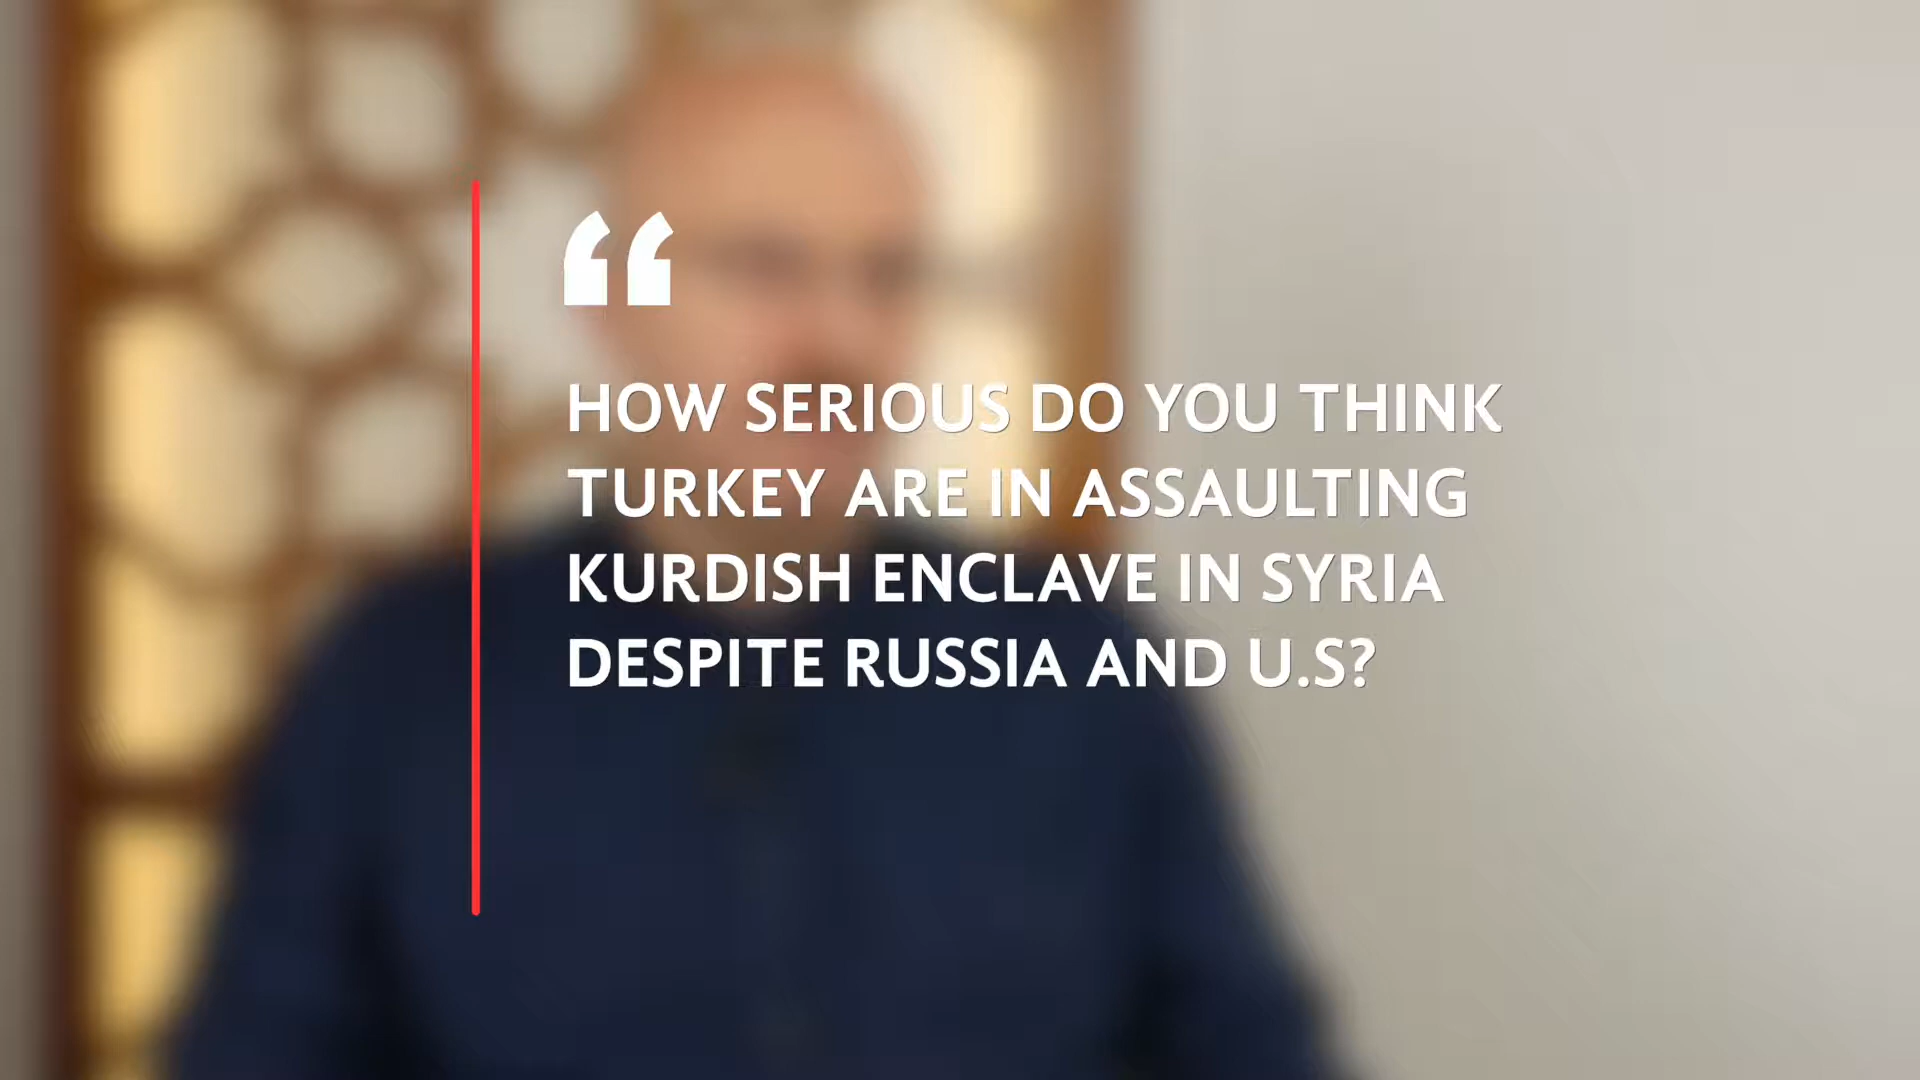 “
HOW SERIOUS DO YOU THINK
TURKEY ARE IN ASSAULTING
KURDISH ENCLAVE IN SYRIA
DESPITE RUSSIA AND U.S?